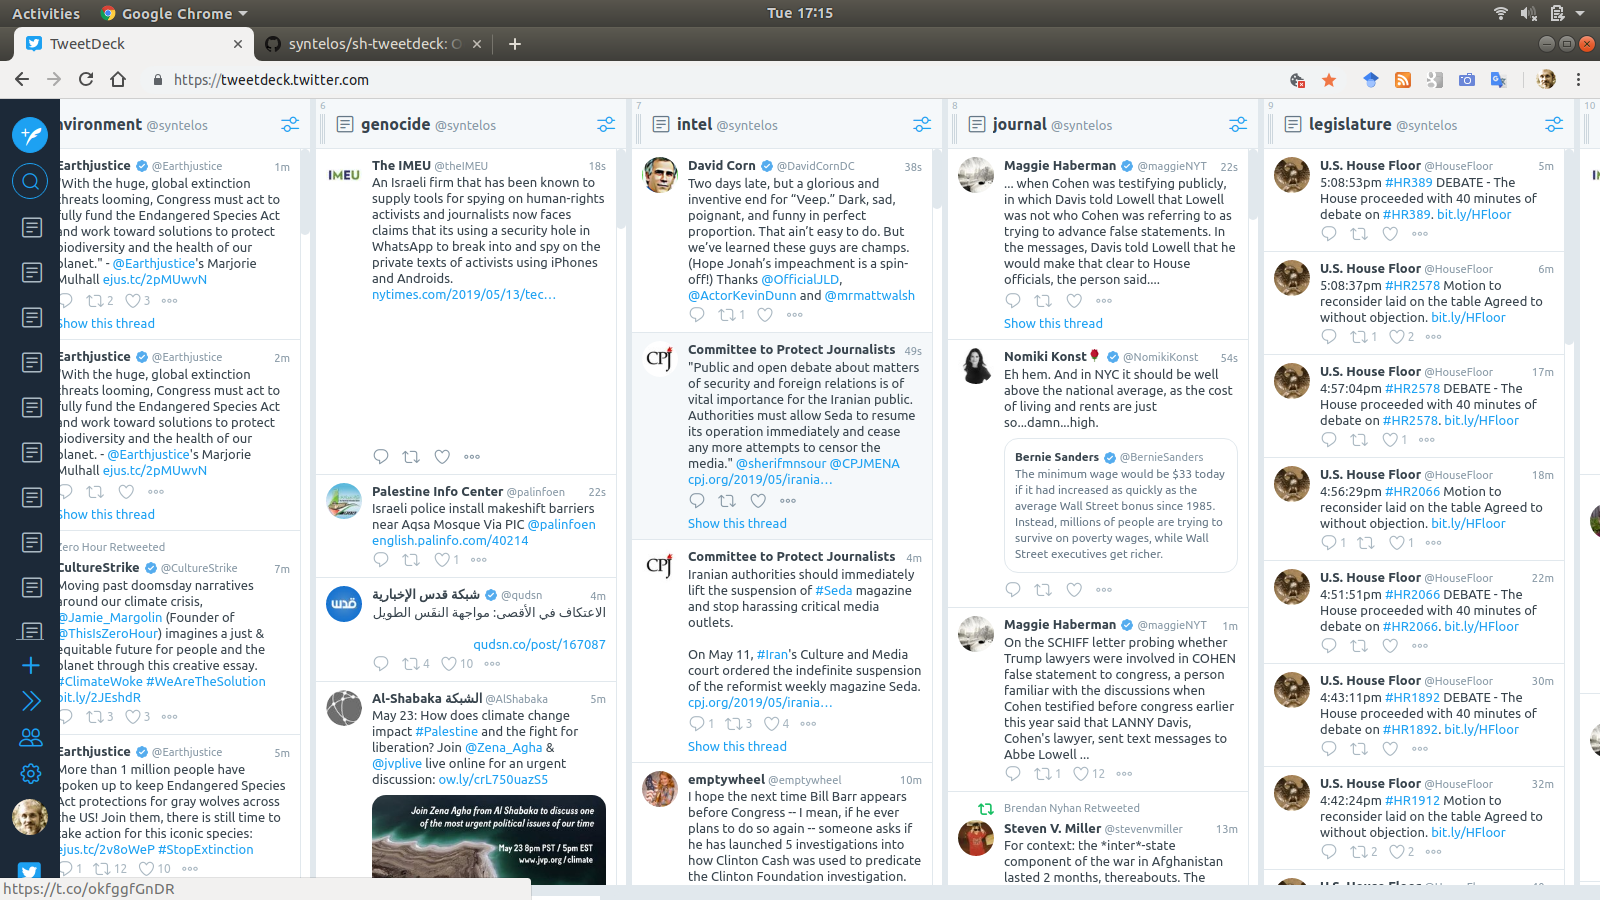 Activities
Google Chrome
Tue 17:15
TweetDeck
syntelos/sh-tweetdeck:
https://tweetdeck.twitter.com
nvironment @syntelos
Earthjustice @Earthjustice 1m
"With the huge, global extinction
threats looming, Congress must act to
fully fund the Endangered Species Act
and work toward solutions to protect
biodiversity and the health of our
planet." - @Earthjustice's Marjorie
Mulhall ejus.tc/2pMUwvN
2 3
Show this thread
Earthjustice @Earthjustice 2m
"With the huge, global extinction
threats looming, Congress must act to
fully fund the Endangered Species Act
and work toward solutions to protect
biodiversity and the health of our
planet. - @Earthjustice's Marjorie
Mulhall ejus.tc/2pMUwvN
Show this thread
Zero Hour Retweeted
CultureStrike @CultureStrike 7m
Moving past doomsday narratives
around our climate crisis,
@Jamie_Margolin (Founder of
@ThisIsZeroHour) imagines a just &
equitable future for people and the
planet through this creative essay.
#ClimateWoke #WeAreTheSolution
bit.ly/2JEshdR
3 3
Earthjustice @Earthjustice 5m
More than 1 million people have
spoken up to keep Endangered Species
Act protections for gray wolves across
the US! Join them, there is still time to
take action for this iconic species:
ejus.tc/2v8oWeP #StopExtinction
1 12 10
https://t.co/okfggfGnDR
6
genocide @syntelos
IMEU
The IMEU @theIMEU 18s
An Israeli firm that has been known to
supply tools for spying on human-rights
activists and journalists now faces
claims that its using a security hole in
WhatsApp to break into and spy on the
private texts of activists using iPhones
and Androids.
nytimes.com/2019/05/13/tec…
Palestine Info Center @palinfoen 22s
Israeli police install makeshift barriers
near Aqsa Mosque Via PIC @palinfoen
english.palinfo.com/40214
1
قدس
شبكة قدس الإخبارية @qudsn 4m
الاعتكاف في الأقصى: مواجهة النفَس الطويل
qudsn.co/post/167087
4 10
Al-Shabaka الشبكة @AlShabaka 5m
May 23: How does climate change
impact #Palestine and the fight for
liberation? Join @Zena_Agha &
@jvplive live online for an urgent
discussion: ow.ly/crL750uazS5
Join Zena Agha from Al Shabaka to discuss one
of the most urgent political issues of our time
May 23 8pm PST / 5pm EST
www.jvp.org/climate
7
intel @syntelos
David Corn @DavidCornDC 38s
Two days late, but a glorious and
inventive end for “Veep.” Dark, sad,
poignant, and funny in perfect
proportion. That ain’t easy to do. But
we’ve learned these guys are champs.
(Hope Jonah’s impeachment is a spin-
off!) Thanks @OfficialJLD,
@ActorKevinDunn and @mrmattwalsh
1
CPJ
Committee to Protect Journalists 49s
"Public and open debate about matters
of security and foreign relations is of
vital importance for the Iranian public.
Authorities must allow Seda to resume
its operation immediately and cease
any more attempts to censor the
media." @sherifmnsour @CPJMENA
cpj.org/2019/05/irania…
Show this thread
CPJ
Committee to Protect Journalists 4m
Iranian authorities should immediately
lift the suspension of #Seda magazine
and stop harassing critical media
outlets.
On May 11, #Iran’s Culture and Media
court ordered the indefinite suspension
of the reformist weekly magazine Seda.
cpj.org/2019/05/irania…
1 3 4
Show this thread
emptywheel @emptywheel 10m
I hope the next time Bill Barr appears
before Congress -- I mean, if he ever
plans to do so again -- someone asks if
he has launched 5 investigations into
how Clinton Cash was used to predicate
the Clinton Foundation investigation.
8
journal @syntelos
Maggie Haberman @maggieNYT 22s
... when Cohen was testifying publicly,
in which Davis told Lowell that Lowell
was not who Cohen was referring to as
trying to advance false statements. In
the messages, Davis told Lowell that he
would make that clear to House
officials, the person said....
Show this thread
Nomiki Konst @NomikiKonst 54s
Eh hem. And in NYC it should be well
above the national average, as the cost
of living and rents are just
so...damn...high.
Bernie Sanders @BernieSanders
The minimum wage would be $33 today
if it had increased as quickly as the
average Wall Street bonus since 1985.
Instead, millions of people are trying to
survive on poverty wages, while Wall
Street executives get richer.
Maggie Haberman @maggieNYT 1m
On the SCHIFF letter probing whether
Trump lawyers were involved in COHEN
false statement to congress, a person
familiar with the discussions when
Cohen testified before congress earlier
this year said that LANNY Davis,
Cohen's lawyer, sent text messages to
Abbe Lowell ...
1 12
Brendan Nyhan Retweeted
Steven V. Miller @stevenvmiller 13m
For context: the *inter*-state
component of the war in Afghanistan
lasted 2 months, thereabouts. The
9
legislature @syntelos
U.S. House Floor @HouseFloor 5m
5:08:53pm #HR389 DEBATE - The
House proceeded with 40 minutes of
debate on #HR389. bit.ly/HFloor
U.S. House Floor @HouseFloor 6m
5:08:37pm #HR2578 Motion to
reconsider laid on the table Agreed to
without objection. bit.ly/HFloor
1 2
U.S. House Floor @HouseFloor 17m
4:57:04pm #HR2578 DEBATE - The
House proceeded with 40 minutes of
debate on #HR2578. bit.ly/HFloor
1
U.S. House Floor @HouseFloor 18m
4:56:29pm #HR2066 Motion to
reconsider laid on the table Agreed to
without objection. bit.ly/HFloor
1 1
U.S. House Floor @HouseFloor 22m
4:51:51pm #HR2066 DEBATE - The
House proceeded with 40 minutes of
debate on #HR2066. bit.ly/HFloor
U.S. House Floor @HouseFloor 30m
4:43:11pm #HR1892 DEBATE - The
House proceeded with 40 minutes of
debate on #HR1892. bit.ly/HFloor
U.S. House Floor @HouseFloor 32m
4:42:24pm #HR1912 Motion to
reconsider laid on the table Agreed to
without objection. bit.ly/HFloor
2 2
10